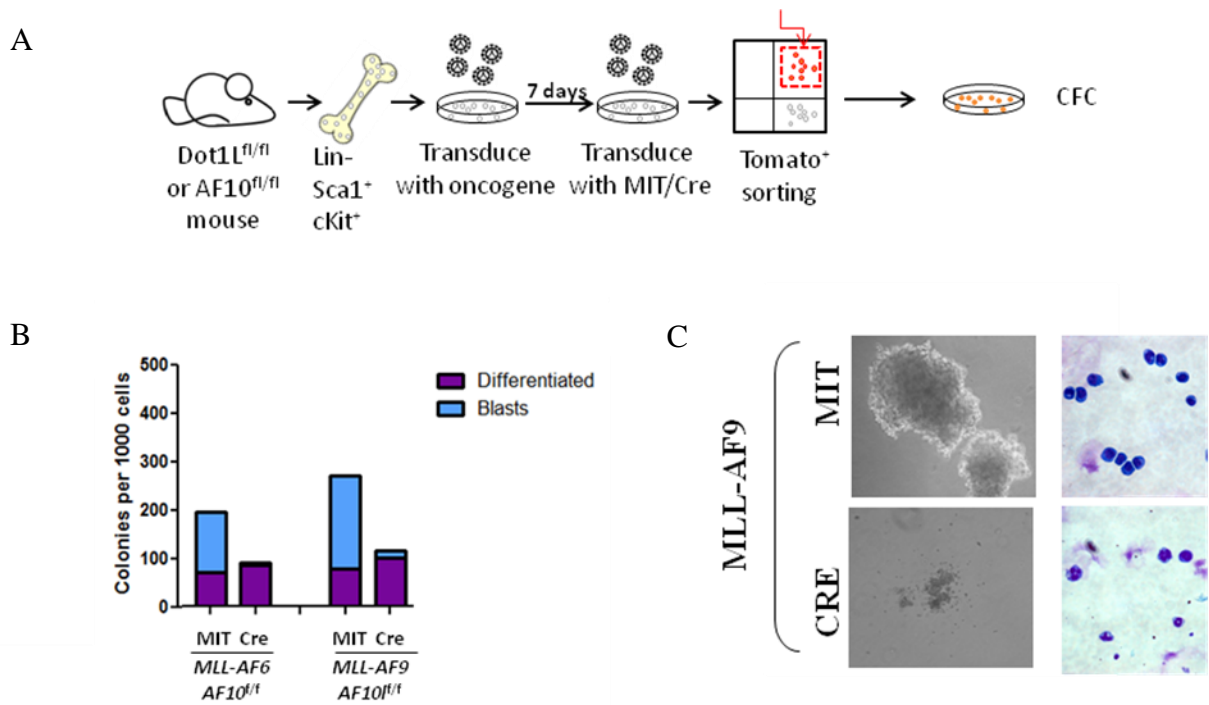 A
7 days
CFC
Dot1L^fl/fl
or AF10^fl/fl
mouse
Lin-
Sca1⁺
cKit⁺
Transduce
with oncogene
Transduce
with MIT/Cre
Tomato⁺
sorting
B
Colonies per 1000 cells
500
400
300
200
100
0
Differentiated
Blasts
MIT Cre
MLL-AF6
AF10^f/f
MIT Cre
MLL-AF9
AF10l^f/f
C
MLL-AF9
MIT
CRE